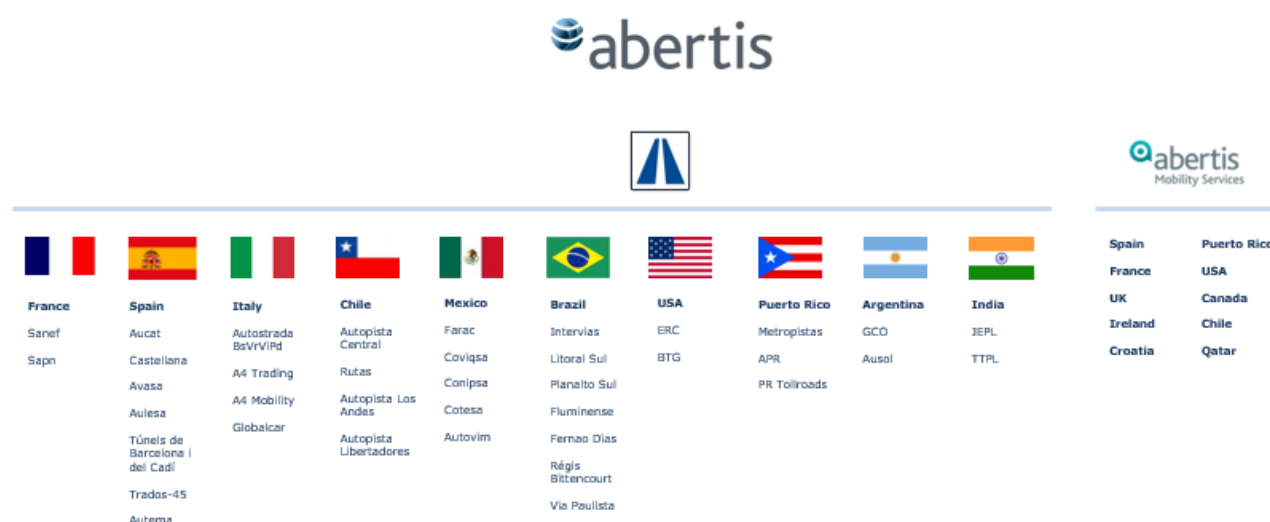 abertis
abertis
Mobility Services
France
Sanef
Sapn
Spain
Aucat
Castellana
Avasa
Aulesa
Túnels de
Barcelona i
del Cadí
Trados-45
Autema
Italy
Autostrada
BsVrViPd
A4 Trading
A4 Mobility
Globalcar
Chile
Autopista
Central
Rutas
Autopista Los
Andes
Autopista
Libertadores
Mexico
Farac
Coviqsa
Conipsa
Cotesa
Autovim
Brazil
Intervias
Litoral Sul
Planalto Sul
Fluminense
Fernao Dias
Régis
Bittencourt
Via Paulista
USA
ERC
BTG
Puerto Rico
Metropistas
APR
PR Tollroads
Argentina
GCO
Ausol
India
JEPL
TTPL
Spain
France
UK
Ireland
Croatia
Puerto Rico
USA
Canada
Chile
Qatar